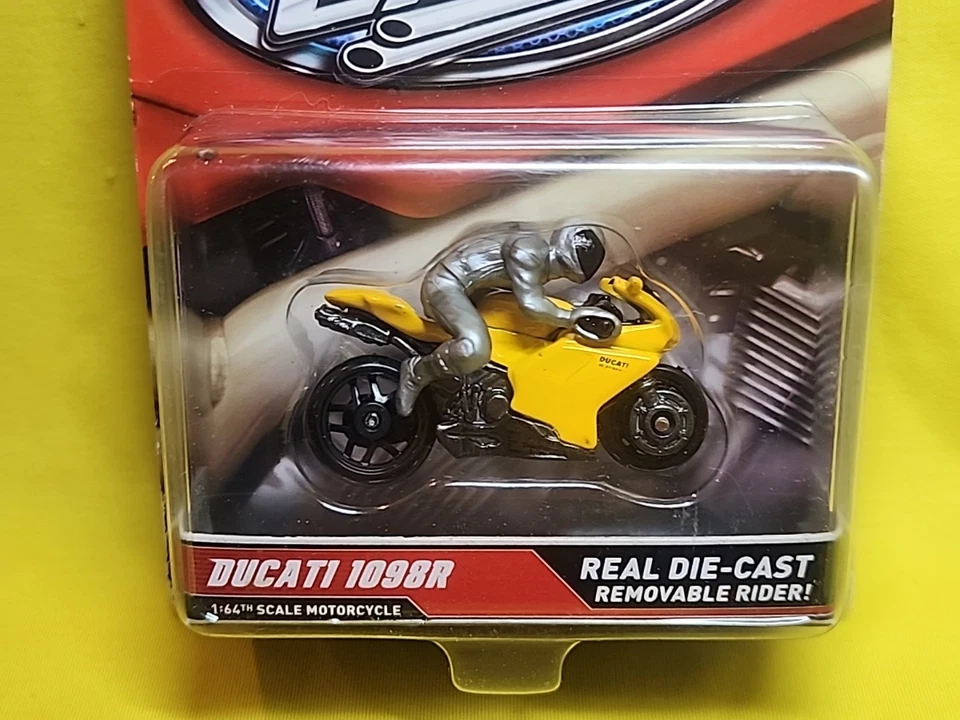 DUCATI
DUCATI 1098R
1:64TH SCALE MOTORCYCLE
REAL DIE-CAST
REMOVABLE RIDER!